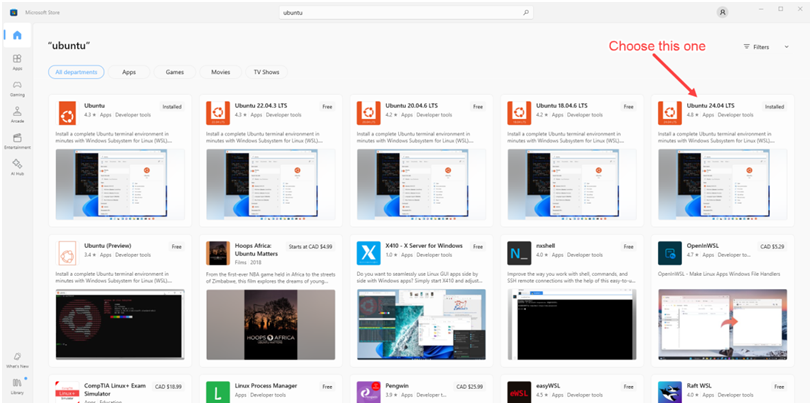 Microsoft Store
ubuntu
"ubuntu"
Choose this one
Filters
All departments
Apps
Games
Movies
TV Shows
Home
Apps
Gaming
Arcade
Entertainment
AI Hub
What's New
Library
Ubuntu
4.3 ★ Apps Developer tools
Installed
Install a complete Ubuntu terminal environment in
minutes with Windows Subsystem for Linux (WSL)....
Ubuntu 22.04.3 LTS
4.3 ★ Apps Developer tools
Free
Install a complete Ubuntu terminal environment in
minutes with Windows Subsystem for Linux (WSL)....
Ubuntu 20.04.6 LTS
4.2 ★ Apps Developer tools
Free
Install a complete Ubuntu terminal environment in
minutes with Windows Subsystem for Linux (WSL)....
Ubuntu 18.04.6 LTS
4.2 ★ Apps Developer tools
Free
Install a complete Ubuntu terminal environment in
minutes with Windows Subsystem for Linux (WSL)....
Ubuntu 24.04 LTS
4.8 ★ Apps Developer tools
Installed
Install a complete Ubuntu terminal environment in
minutes with Windows Subsystem for Linux (WSL)....
Ubuntu (Preview)
3.4 ★ Apps Developer tools
Free
Install a complete Ubuntu terminal environment in
minutes with Windows Subsystem for Linux (WSL)....
Hoops Africa:
Ubuntu Matters
Films 2018
Starts at CAD $4.99
From the first-ever NBA game held in Africa to the streets
of Zimbabwe, this film explores the dreams of young...
HOOPS AFRICA
X410 - X Server for Windows
1.0 ★ Apps Developer tools
Free
Do you want to seamlessly use Linux GUI apps side by
side with Windows apps? Simply start X410 and adjust...
nxshell
4.0 ★ Apps Developer tools
Free
Improve the way you work with shell, commands, and
SSH remote connections with the help of this easy-to-u...
OpenInWSL
4.7 ★ Apps Developer to...
CAD $5.29
OpenInWSL - Make Linux Apps Windows File Handlers
CompTIA Linux+ Exam
Simulator
Apps Education
CAD $18.99
Linux Process Manager
Apps Developer tools
Free
Pengwin
3.9 ★ Apps Developer t...
CAD $25.99
easyWSL
4.5 ★ Apps Developer tools
Free
Raft WSL
4.0 ★ Apps Developer tools
Free